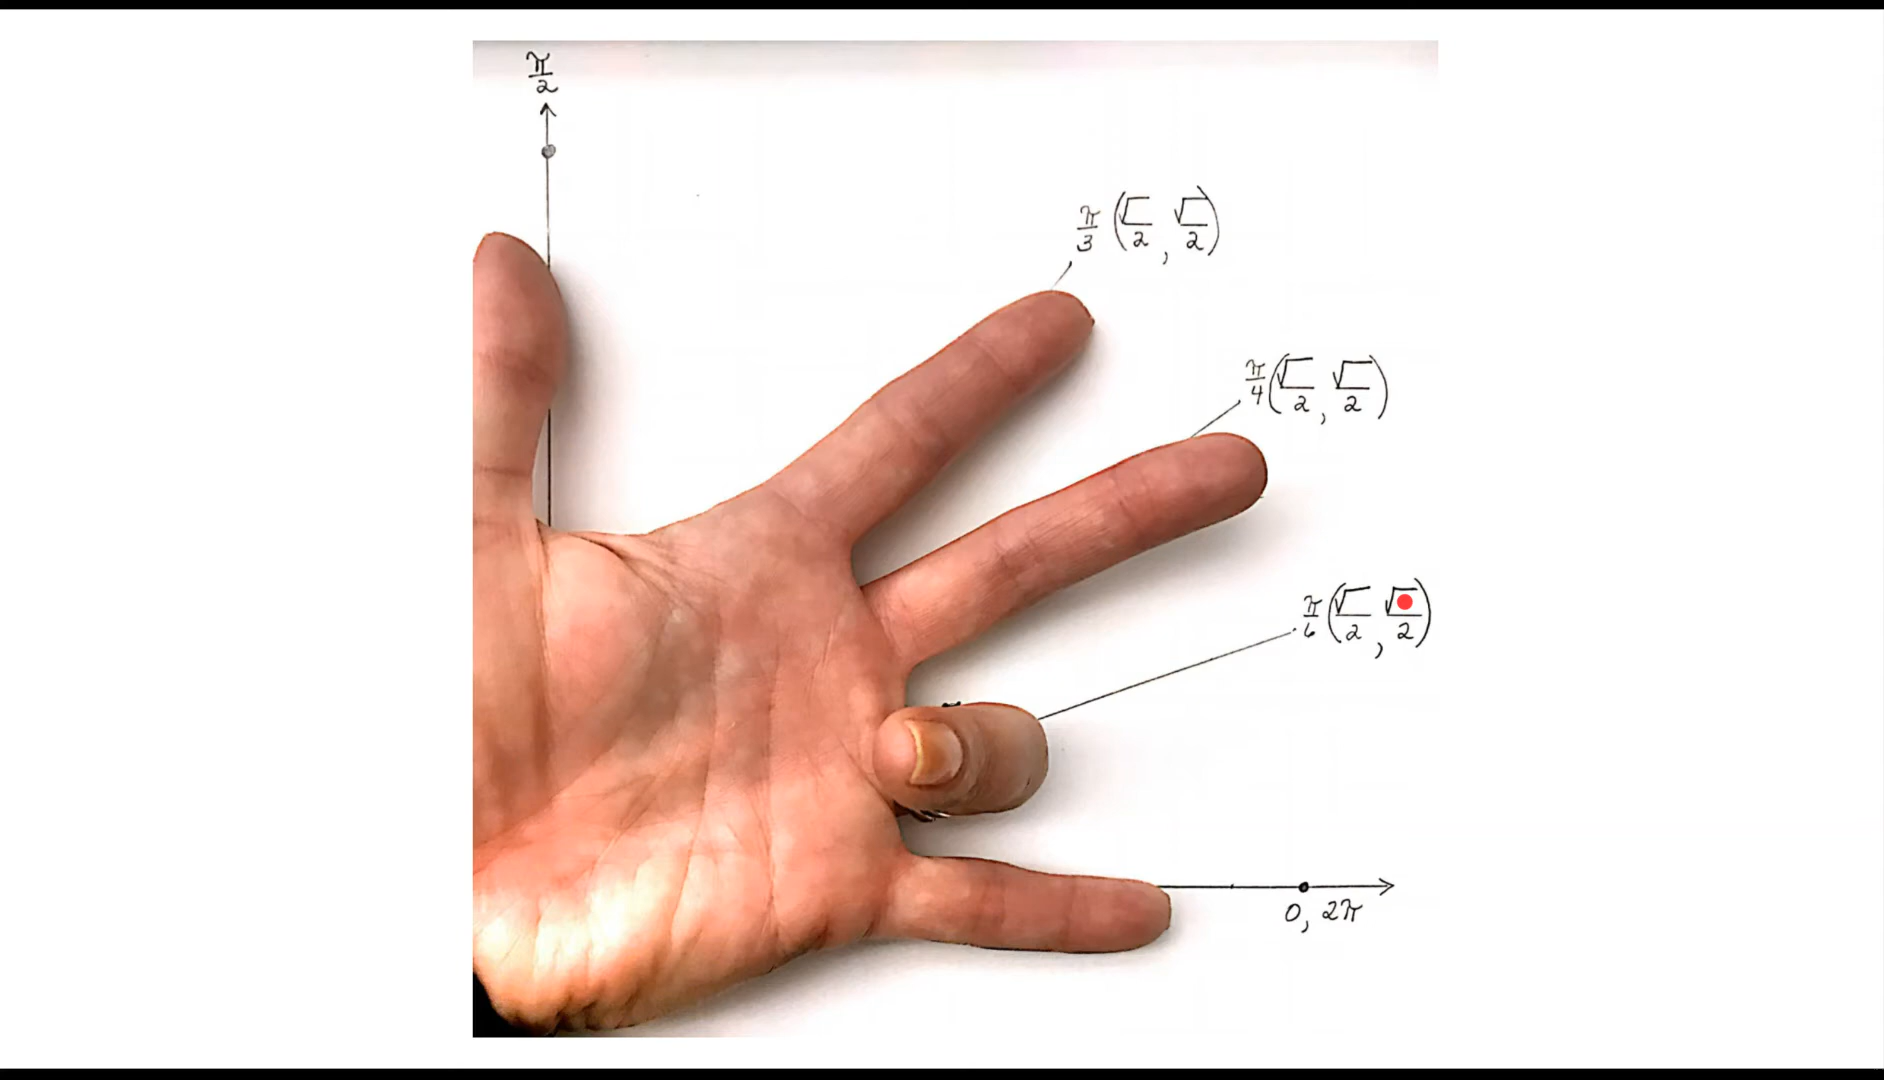 π/2
π/3 (√/2, √/2)
π/4 (√/2, √/2)
π/6 (√/2, √/2)
0, 2π